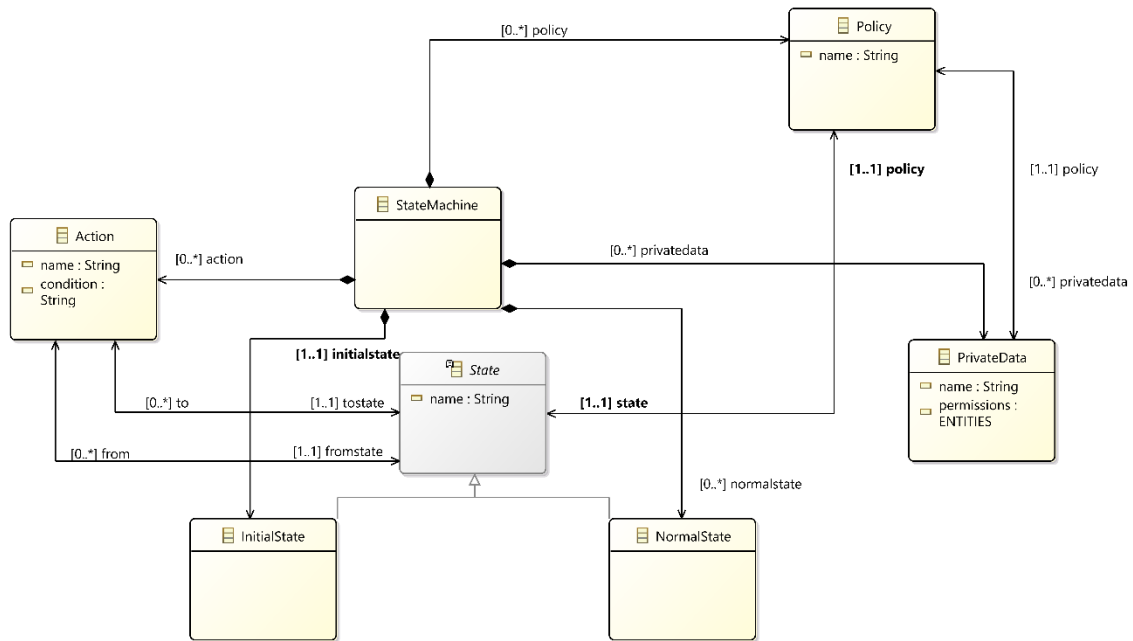 Policy
[0..*] policy
name : String
[1..1] policy
[1..1] policy
StateMachine
Action
[0..*] privatedata
name : String
[0..*] action
condition :
String
[0..*] privatedata
[1..1] initialstate
PrivateData
State
name : String
name : String
permissions :
ENTITIES
[0..*] to
[1..1] tostate
[1..1] state
[0..*] from
[1..1] fromstate
[0..*] normalstate
InitialState
NormalState